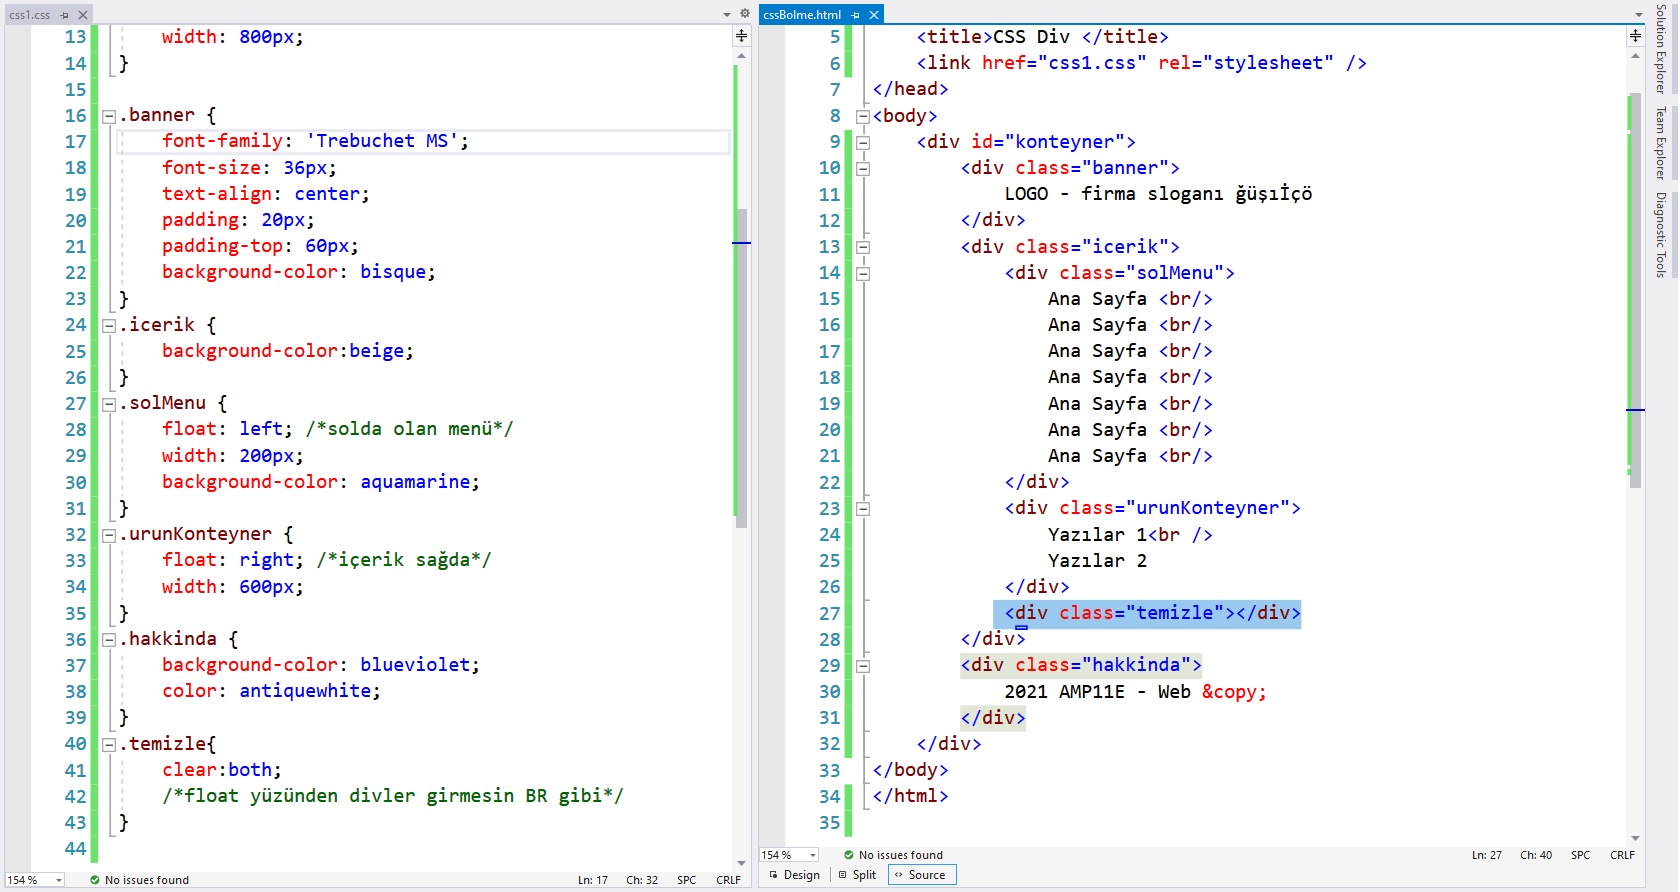 css1.css
13 width: 800px;
14 }
15
16 .banner {
17 font-family: 'Trebuchet MS';
18 font-size: 36px;
19 text-align: center;
20 padding: 20px;
21 padding-top: 60px;
22 background-color: bisque;
23 }
24 .icerik {
25 background-color:beige;
26 }
27 .solMenu {
28 float: left; /*solda olan menü*/
29 width: 200px;
30 background-color: aquamarine;
31 }
32 .urunKonteyner {
33 float: right; /*içerik sağda*/
34 width: 600px;
35 }
36 .hakkinda {
37 background-color: blueviolet;
38 color: antiquewhite;
39 }
40 .temizle{
41 clear:both;
42 /*float yüzünden divler girmesin BR gibi*/
43 }
44
154 % No issues found Ln: 17 Ch: 32 SPC CRLF
cssBolme.html
5 <title>CSS Div </title>
6 <link href="css1.css" rel="stylesheet" />
7 </head>
8 <body>
9 <div id="konteyner">
10 <div class="banner">
11 LOGO - firma sloganı ğüşıİçö
12 </div>
13 <div class="icerik">
14 <div class="solMenu">
15 Ana Sayfa <br/>
16 Ana Sayfa <br/>
17 Ana Sayfa <br/>
18 Ana Sayfa <br/>
19 Ana Sayfa <br/>
20 Ana Sayfa <br/>
21 Ana Sayfa <br/>
22 </div>
23 <div class="urunKonteyner">
24 Yazılar 1<br />
25 Yazılar 2
26 </div>
27 <div class="temizle"></div>
28 </div>
29 <div class="hakkinda">
30 2021 AMP11E - Web &copy;
31 </div>
32 </div>
33 </body>
34 </html>
35
154 % No issues found Ln: 27 Ch: 40 SPC CRLF
Design Split Source
Solution Explorer
Team Explorer
Diagnostic Tools